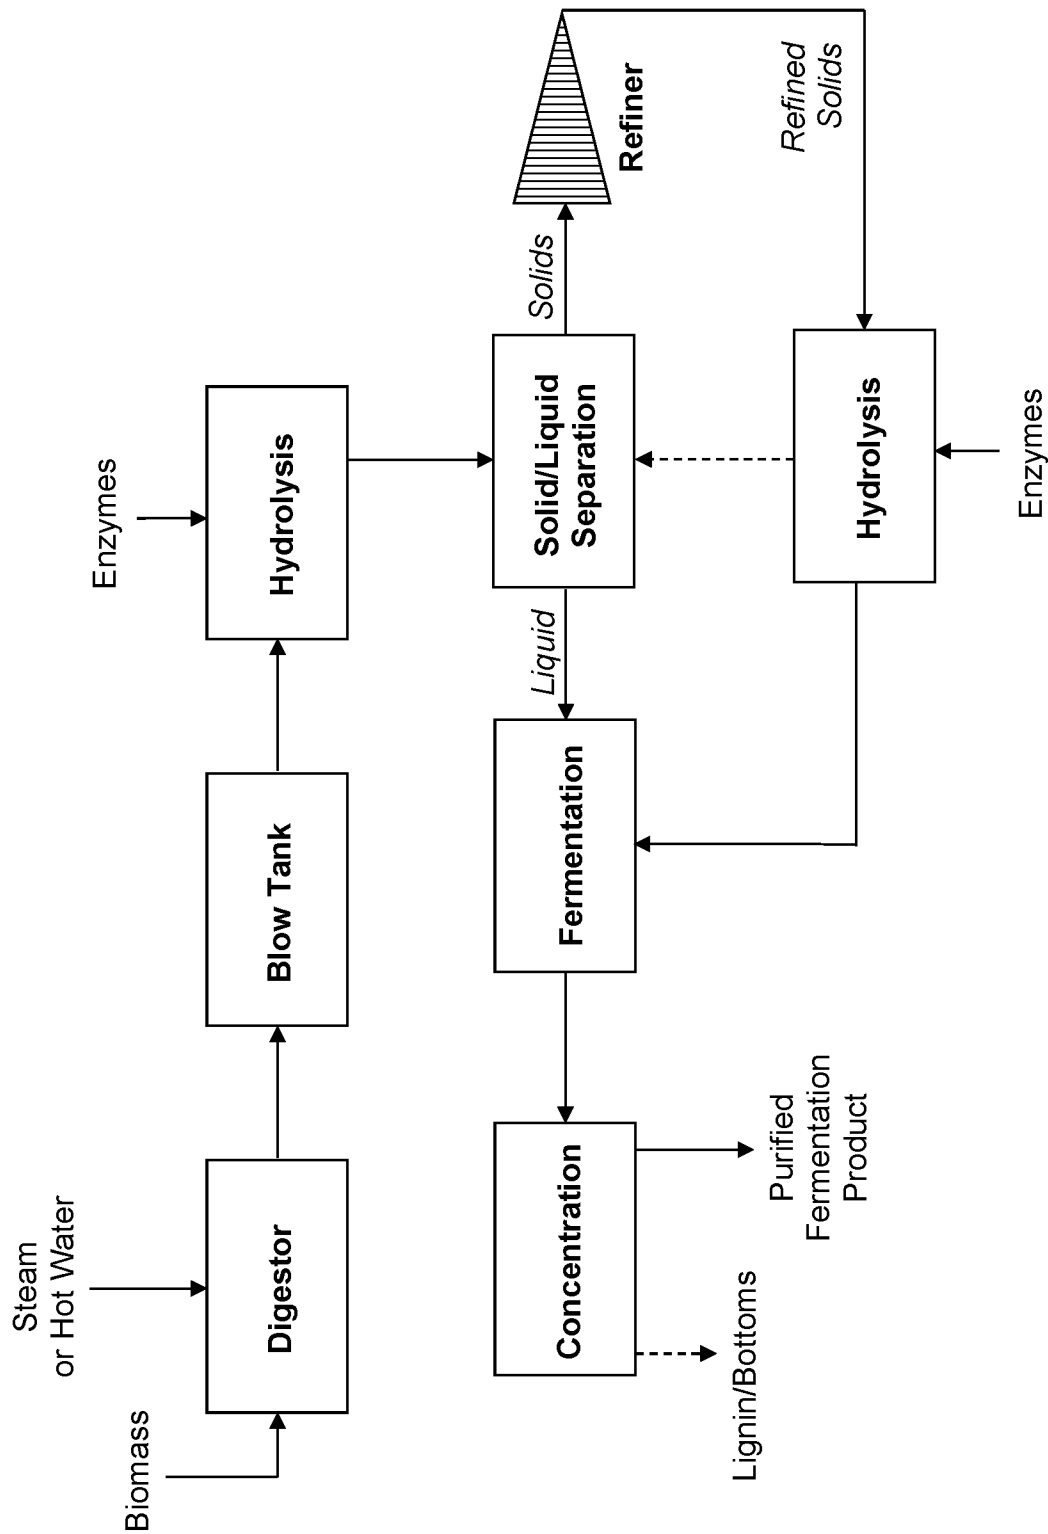 Biomass
Steam
or Hot Water
Digestor
Blow Tank
Enzymes
Hydrolysis
Solid/Liquid
Separation
Solids
Refiner
Refined
Solids
Hydrolysis
Enzymes
Liquid
Fermentation
Concentration
Lignin/Bottoms
Purified
Fermentation
Product